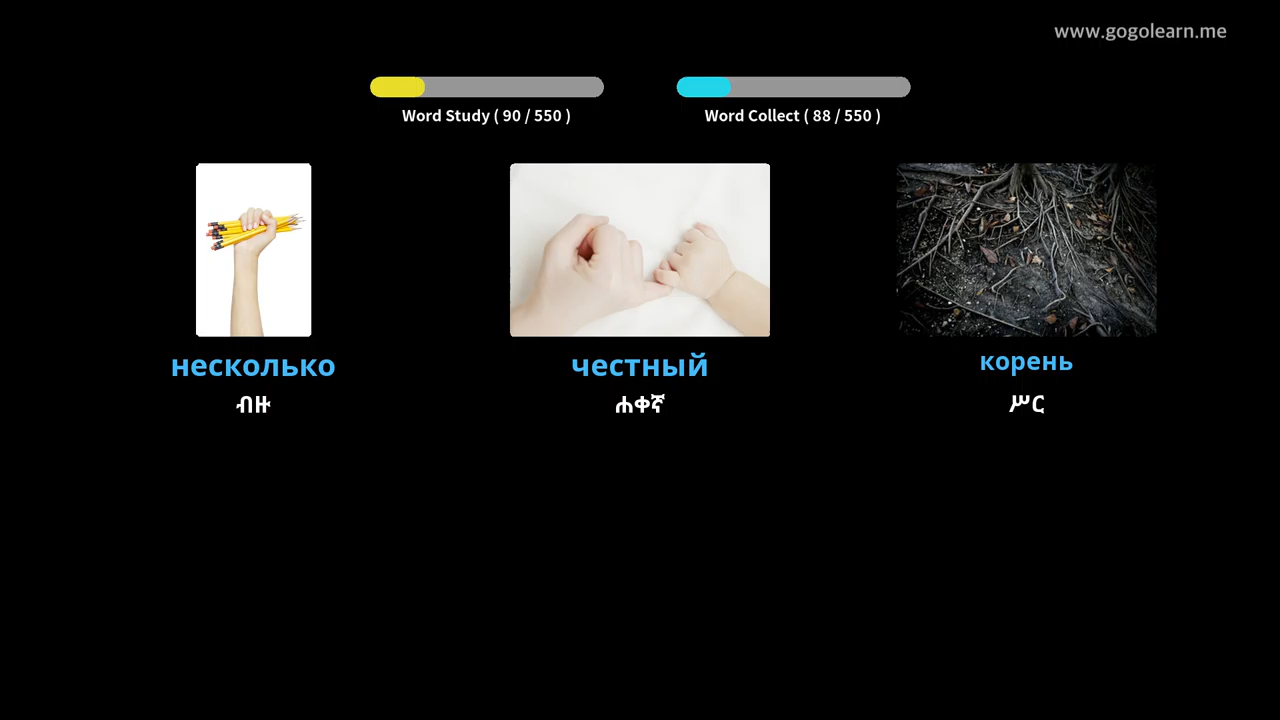 www.gogolearn.me
Word Study ( 90 / 550 )
Word Collect ( 88 / 550 )
несколько
ብዙ
честный
ሐቀኛ
корень
ሥር